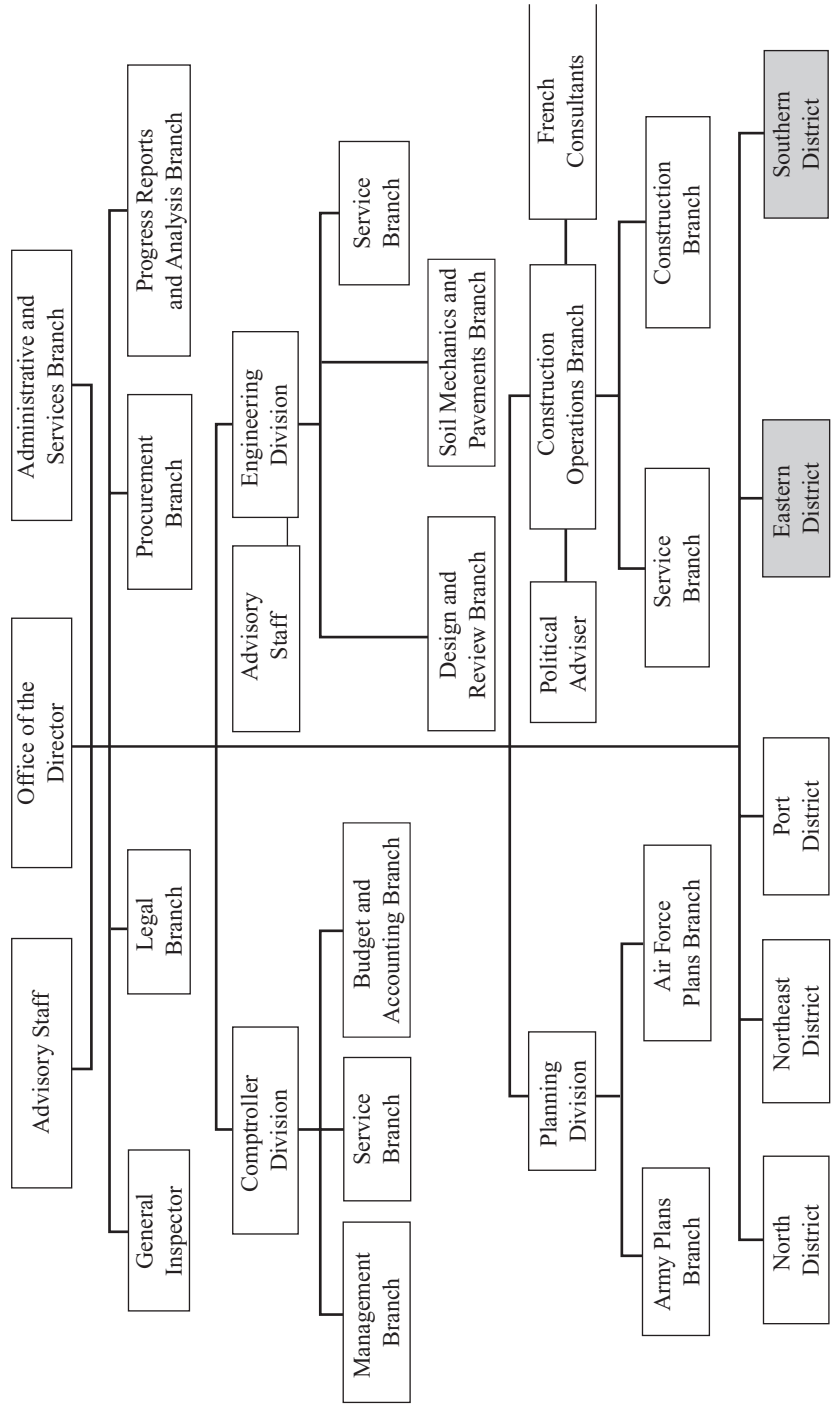 Advisory Staff
Office of the
Director
Administrative and
Services Branch
General
Inspector
Legal
Branch
Procurement
Branch
Progress Reports
and Analysis Branch
Comptroller
Division
Advisory
Staff
Engineering
Division
Management
Branch
Service
Branch
Budget and
Accounting Branch
Service
Branch
Design and
Review Branch
Soil Mechanics and
Pavements Branch
Planning
Division
Political
Adviser
Construction
Operations Branch
French
Consultants
Army Plans
Branch
Air Force
Plans Branch
Service
Branch
Construction
Branch
North
District
Northeast
District
Port
District
Eastern
District
Southern
District